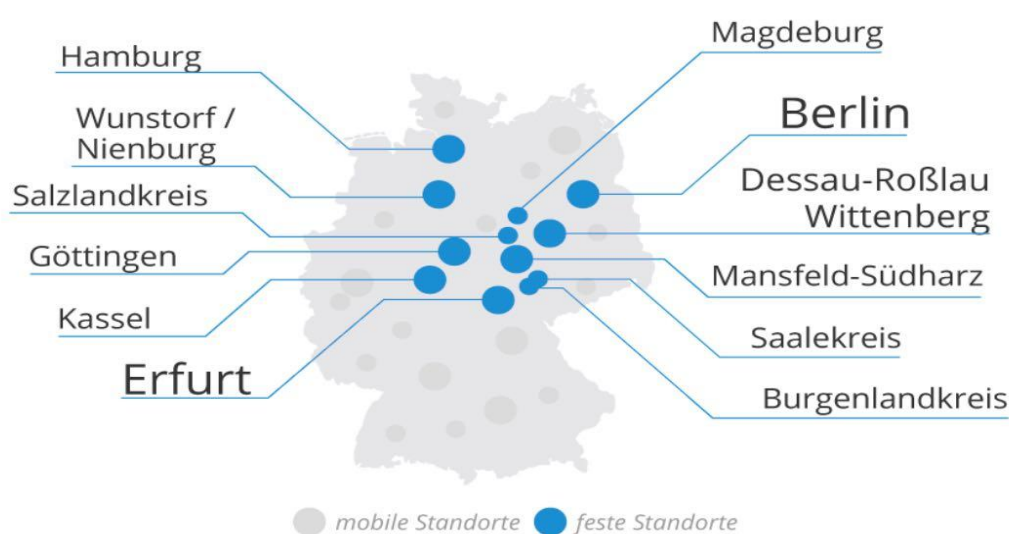 Hamburg
Wunstorf /
Nienburg
Salzlandkreis
Göttingen
Kassel
Erfurt
Magdeburg
Berlin
Dessau-Roßlau
Wittenberg
Mansfeld-Südharz
Saalekreis
Burgenlandkreis
mobile Standorte feste Standorte